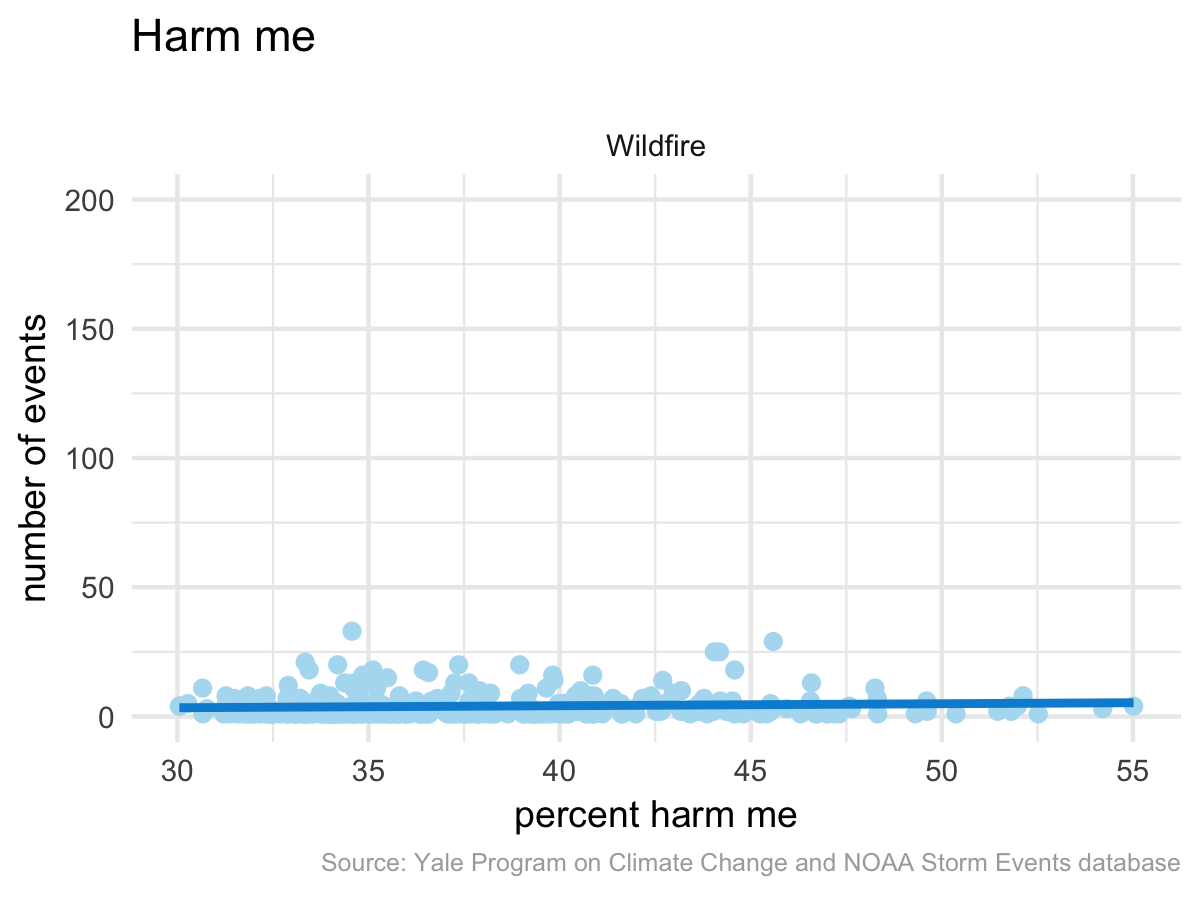 Harm me
Wildfire
200
150
100
50
0
number of events
30 35 40 45 50 55
percent harm me
Source: Yale Program on Climate Change and NOAA Storm Events database